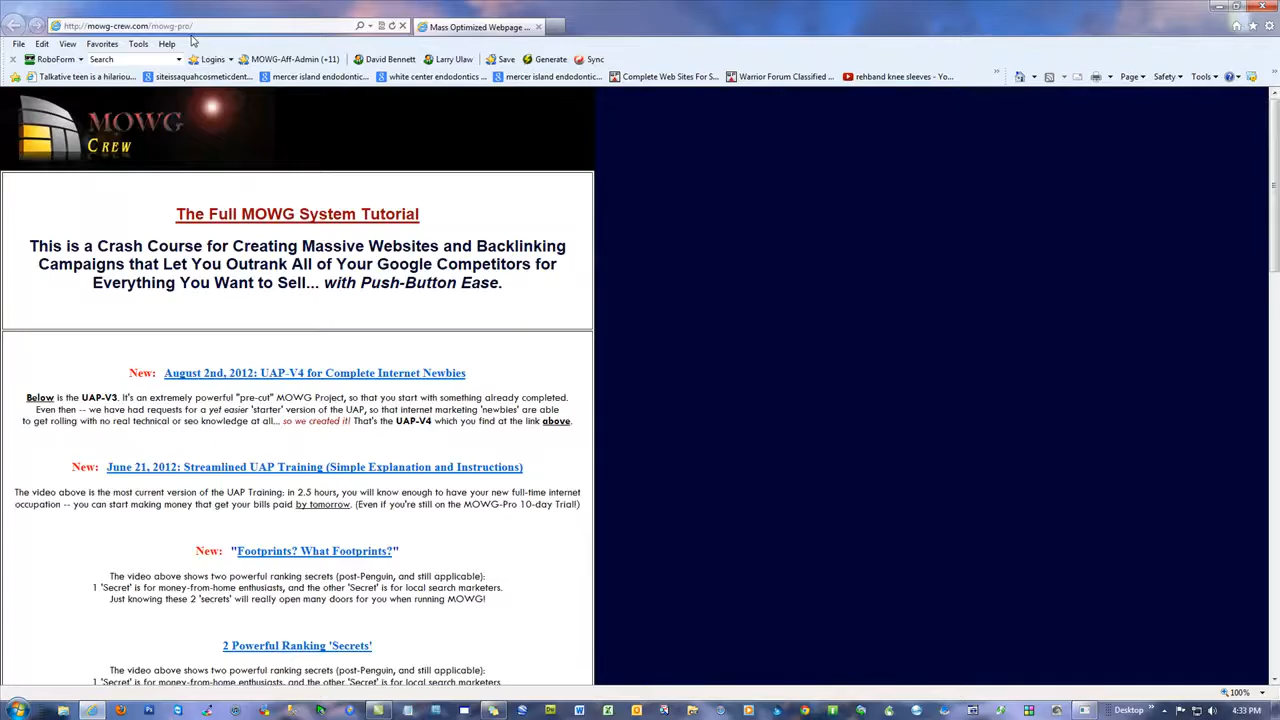 http://mowg-crew.com/mowg-pro/
Mass Optimized Webpage ...
File Edit View Favorites Tools Help
RoboForm Search Logins MOWG-Aff-Admin (+11) David Bennett Larry Ulaw Save Generate Sync
Talkative teen is a hilariou... siteissaquahcosmeticdent... mercer island endodontic... white center endodontics ... mercer island endodont... Complete Web Sites For S... Warrior Forum Classified ... rehband knee sleeves - Yo... Page Safety Tools
MOWG
CREW
The Full MOWG System Tutorial
This is a Crash Course for Creating Massive Websites and Backlinking
Campaigns that Let You Outrank All of Your Google Competitors for
Everything You Want to Sell... with Push-Button Ease.
New: August 2nd, 2012: UAP-V4 for Complete Internet Newbies
Below is the UAP-V3. It's an extremely powerful "pre-cut" MOWG Project, so that you start with something already completed.
Even then -- we have had requests for a yet easier 'starter' version of the UAP, so that internet marketing 'newbies' are able
to get rolling with no real technical or seo knowledge at all... so we created it! That's the UAP-V4 which you find at the link above.
New: June 21, 2012: Streamlined UAP Training (Simple Explanation and Instructions)
The video above is the most current version of the UAP Training: in 2.5 hours, you will know enough to have your new full-time internet
occupation -- you can start making money that get your bills paid by tomorrow. (Even if you're still on the MOWG-Pro 10-day Trial!)
New: "Footprints? What Footprints?"
The video above shows two powerful ranking secrets (post-Penguin, and still applicable):
1 'Secret' is for money-from-home enthusiasts, and the other 'Secret' is for local search marketers.
Just knowing these 2 'secrets' will really open many doors for you when running MOWG!
2 Powerful Ranking 'Secrets'
The video above shows two powerful ranking secrets (post-Penguin, and still applicable):
1 'Secret' is for money-from-home enthusiasts, and the other 'Secret' is for local search marketers.
100%
Desktop 4:33 PM